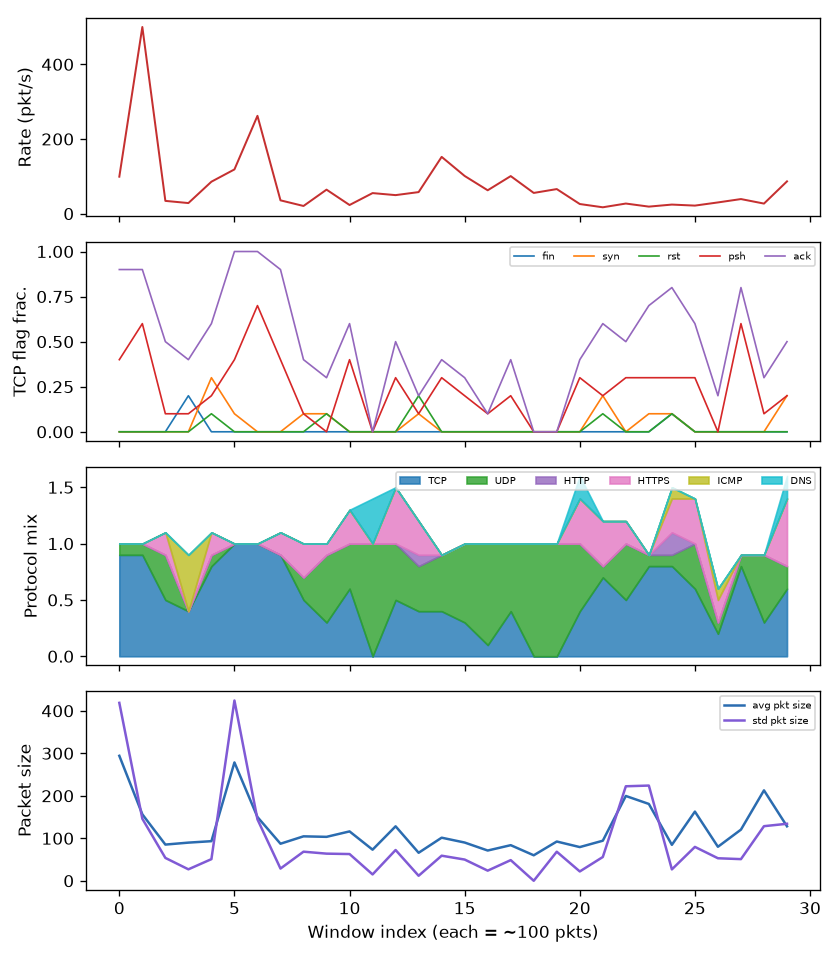 Rate (pkt/s)
400
200
0
TCP flag frac.
1.00
0.75
0.50
0.25
0.00
fin syn rst psh ack
Protocol mix
1.5
1.0
0.5
0.0
TCP UDP HTTP HTTPS ICMP DNS
Packet size
400
300
200
100
0
avg pkt size
std pkt size
0 5 10 15 20 25 30
Window index (each = ~100 pkts)